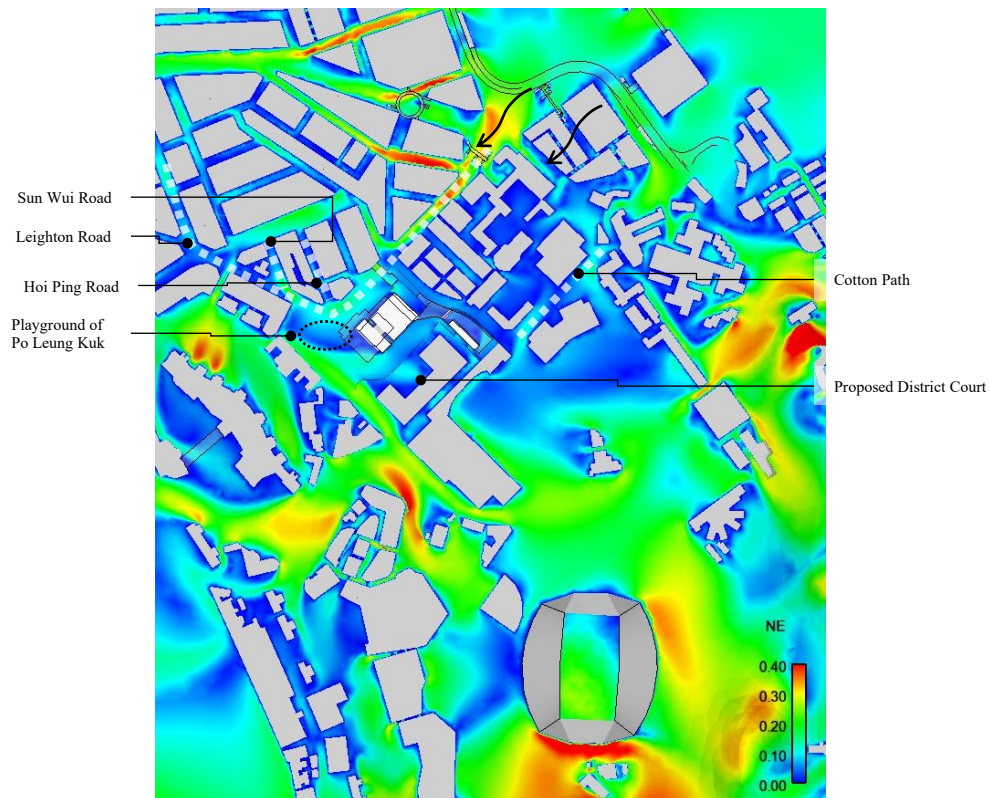 Sun Wui Road
Leighton Road
Hoi Ping Road
Playground of
Po Leung Kuk
Cotton Path
Proposed District Court
NE
0.40
0.30
0.20
0.10
0.00